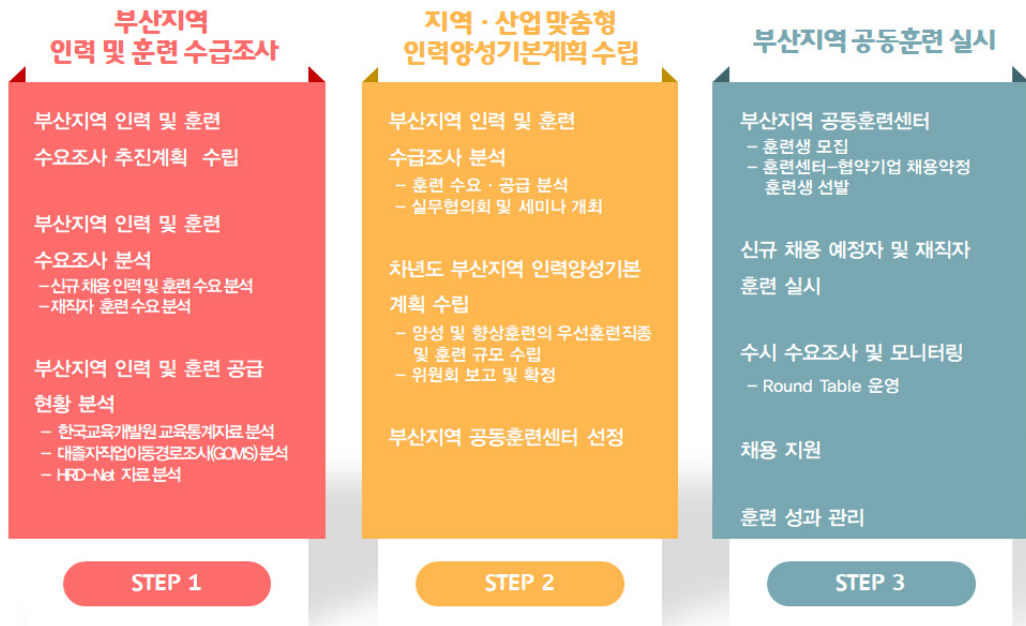 부산지역
인력 및 훈련 수급조사
부산지역 인력 및 훈련
수요조사 추진계획 수립
부산지역 인력 및 훈련
수요조사 분석
– 신규 채용 인력 및 훈련 수요 분석
– 재직자 훈련 수요 분석
부산지역 인력 및 훈련 공급
현황 분석
– 한국교육개발원 교육통계자료 분석
– 대졸자직업이동경로조사(GOMS) 분석
– HRD-Net 자료 분석
STEP 1
지역 · 산업 맞춤형
인력양성기본계획 수립
부산지역 인력 및 훈련
수급조사 분석
– 훈련 수요 · 공급 분석
– 실무협의회 및 세미나 개최
차년도 부산지역 인력양성기본
계획 수립
– 양성 및 향상훈련의 우선훈련직종
및 훈련 규모 수립
– 위원회 보고 및 확정
부산지역 공동훈련센터 선정
STEP 2
부산지역 공동훈련 실시
부산지역 공동훈련센터
– 훈련생 모집
– 훈련센터–협약기업 채용약정
훈련생 선발
신규 채용 예정자 및 재직자
훈련 실시
수시 수요조사 및 모니터링
– Round Table 운영
채용 지원
훈련 성과 관리
STEP 3